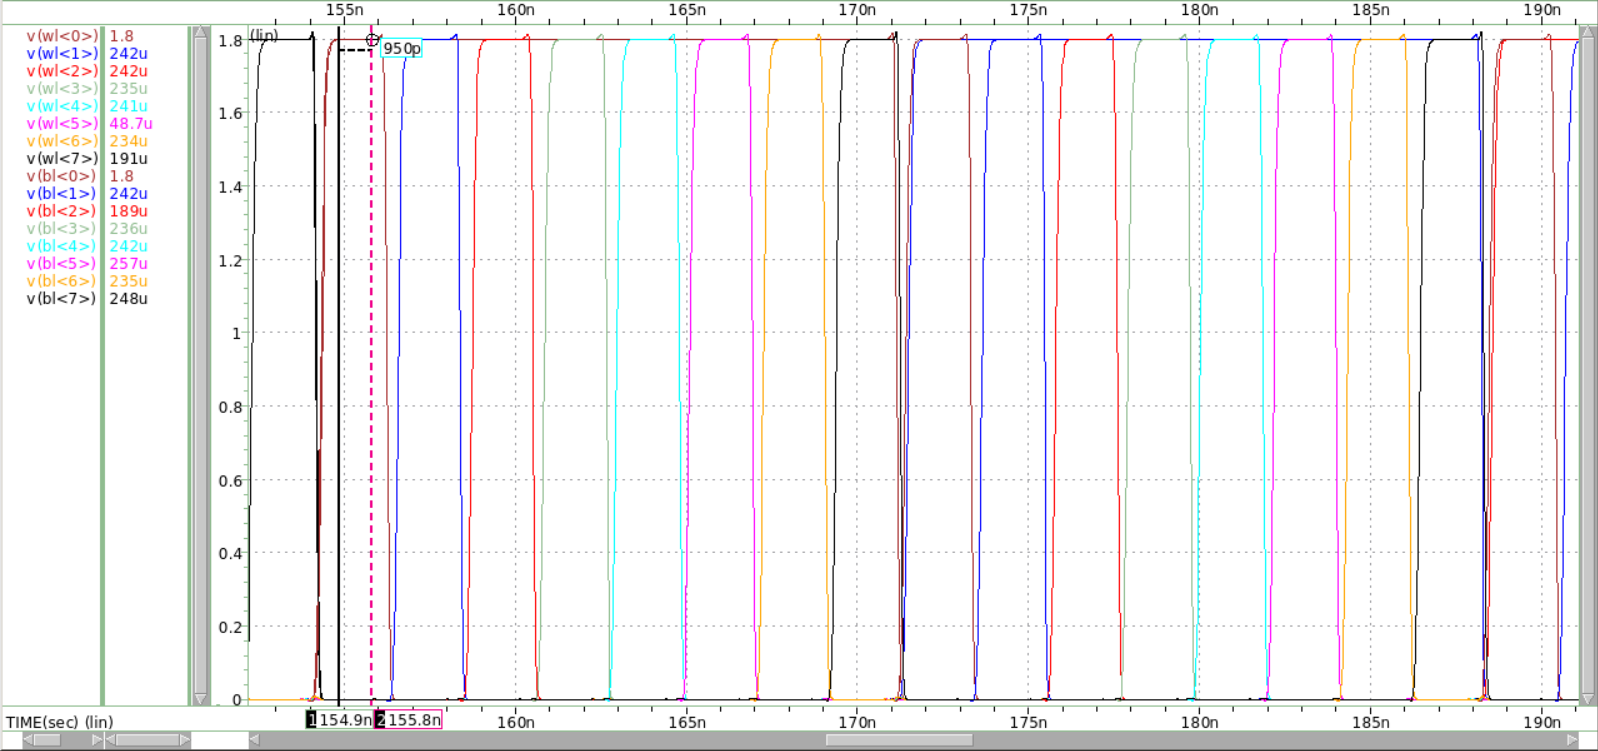 155n 160n 165n 170n 175n 180n 185n 190n
v(wl<0>) 1.8
v(wl<1>) 242u
v(wl<2>) 242u
v(wl<3>) 235u
v(wl<4>) 241u
v(wl<5>) 48.7u
v(wl<6>) 234u
v(wl<7>) 191u
v(bl<0>) 1.8
v(bl<1>) 242u
v(bl<2>) 189u
v(bl<3>) 236u
v(bl<4>) 242u
v(bl<5>) 257u
v(bl<6>) 235u
v(bl<7>) 248u
(lin)
950p
1.8
1.6
1.4
1.2
1
0.8
0.6
0.4
0.2
0
TIME(sec) (lin) 1 154.9n 2 155.8n 160n 165n 170n 175n 180n 185n 190n